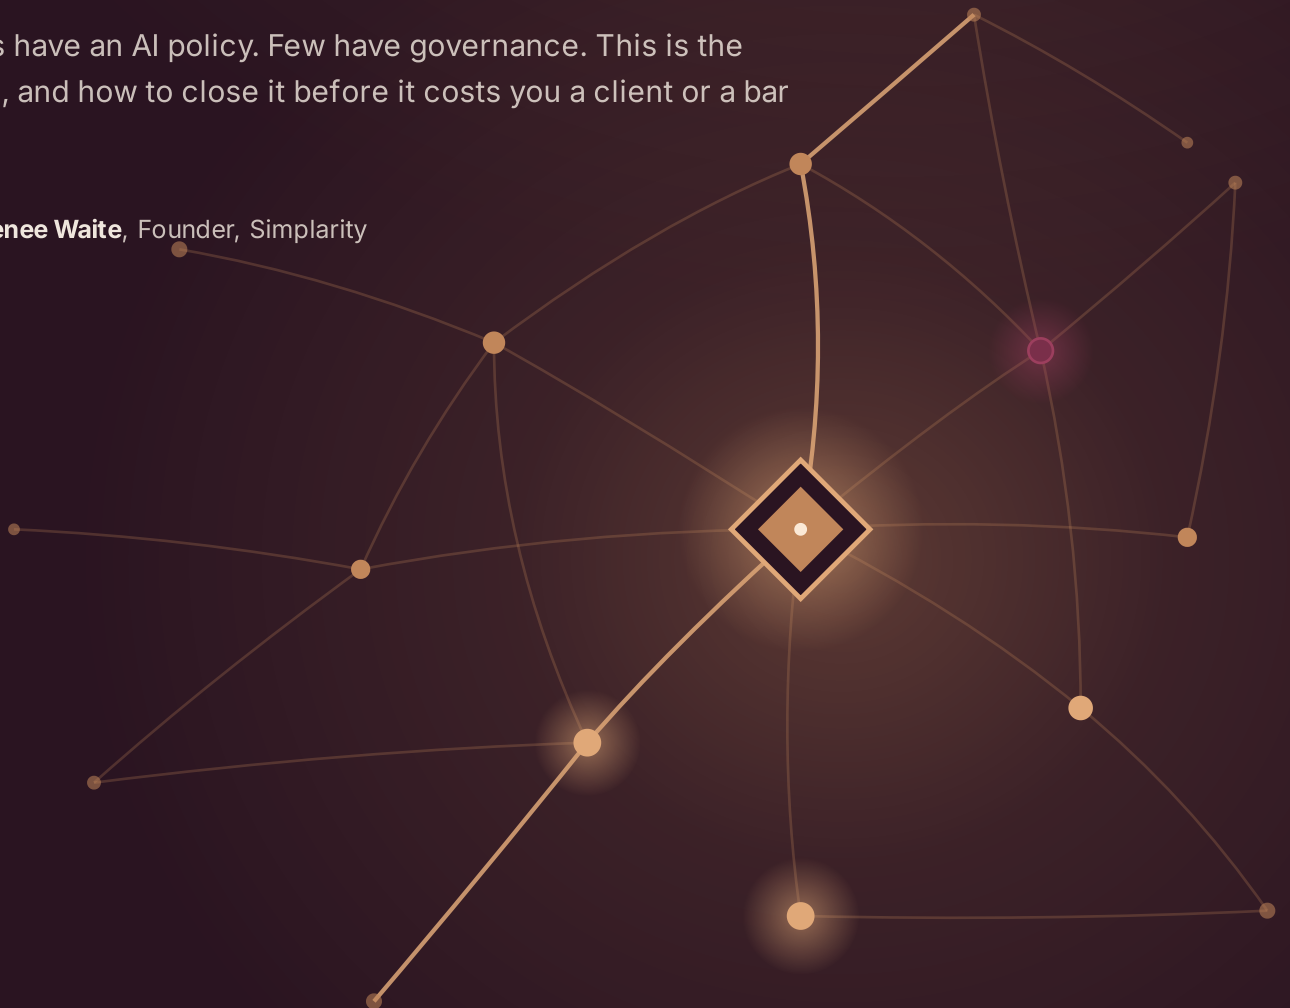 s have an AI policy. Few have governance. This is the
, and how to close it before it costs you a client or a bar
enee Waite, Founder, Simplarity